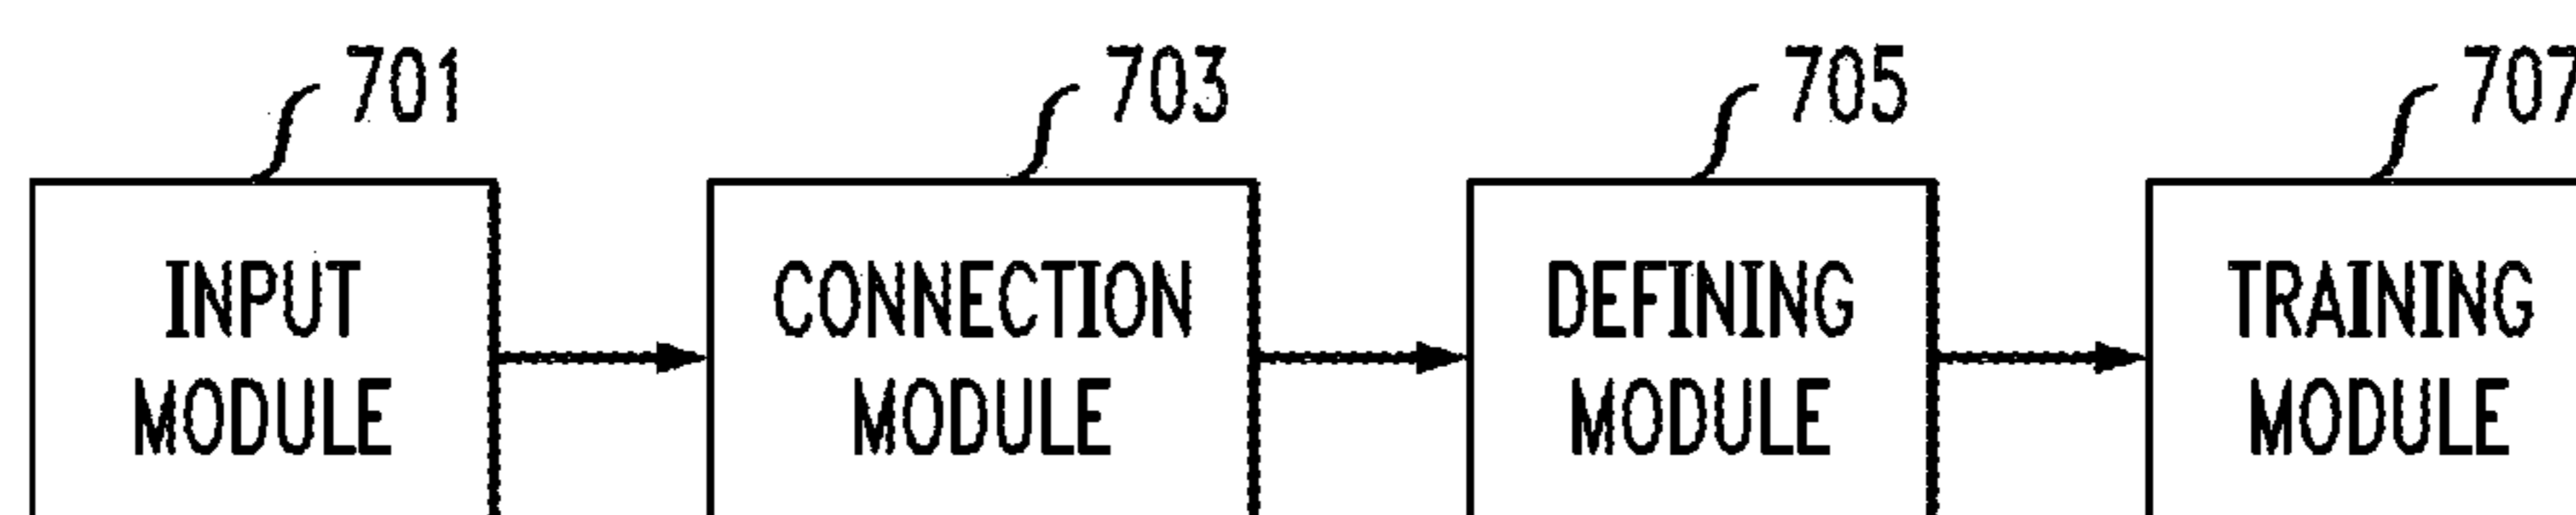 701
703
705
707
INPUT
MODULE
CONNECTION
MODULE
DEFINING
MODULE
TRAINING
MODULE